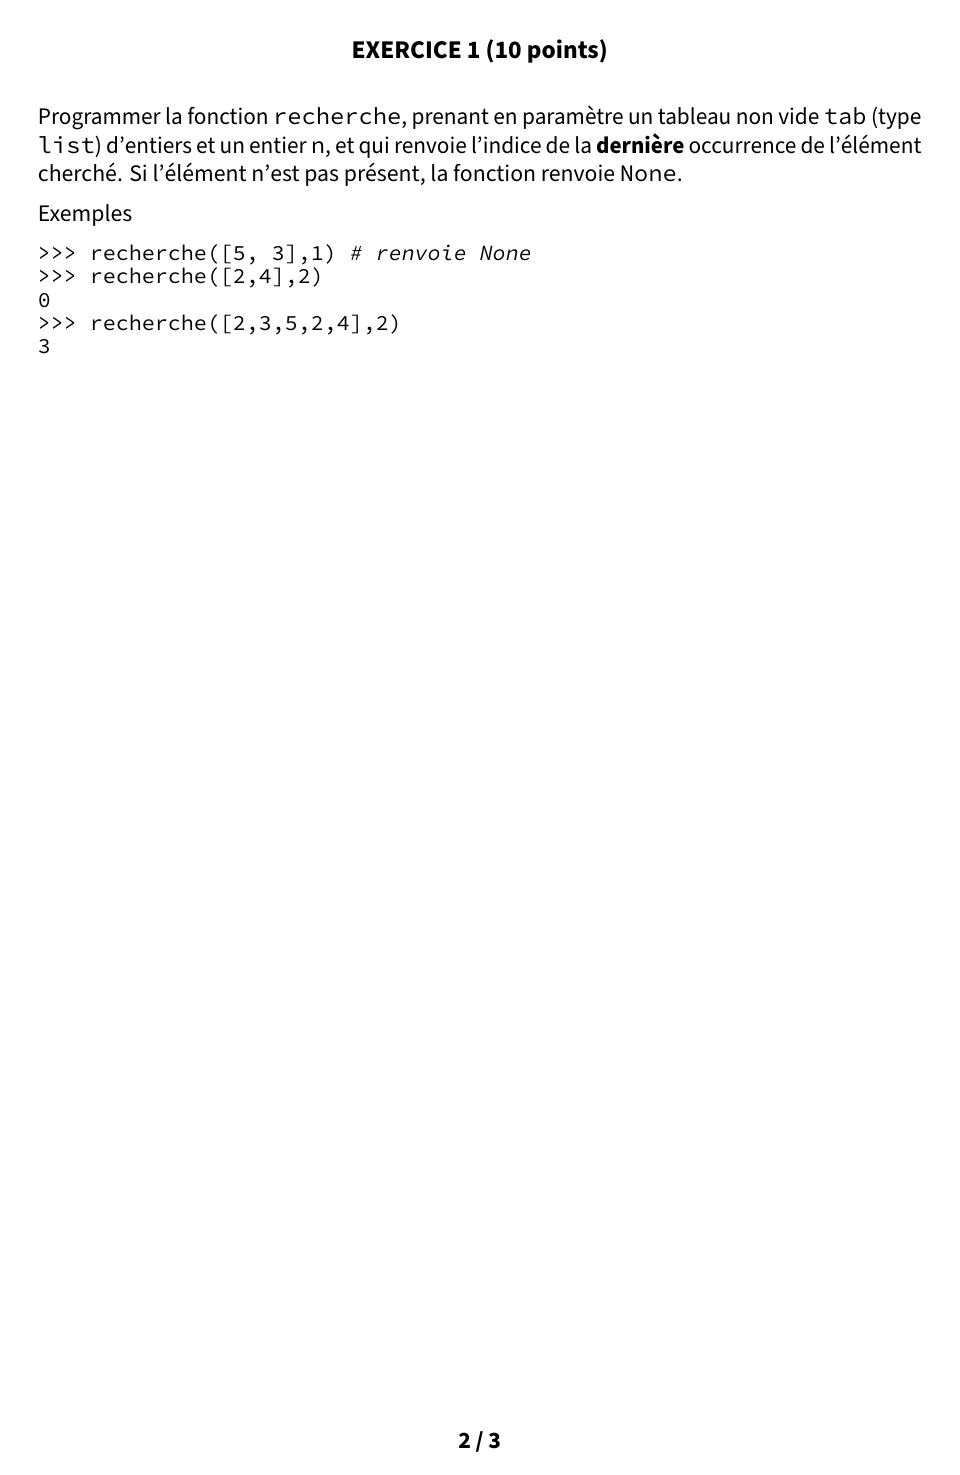 EXERCICE 1 (10 points)
Programmer la fonction recherche, prenant en paramètre un tableau non vide tab (type
list) d’entiers et un entier n, et qui renvoie l’indice de la dernière occurrence de l’élément
cherché. Si l’élément n’est pas présent, la fonction renvoie None.
Exemples
>>> recherche([5, 3],1) # renvoie None
>>> recherche([2,4],2)
0
>>> recherche([2,3,5,2,4],2)
3
2 / 3